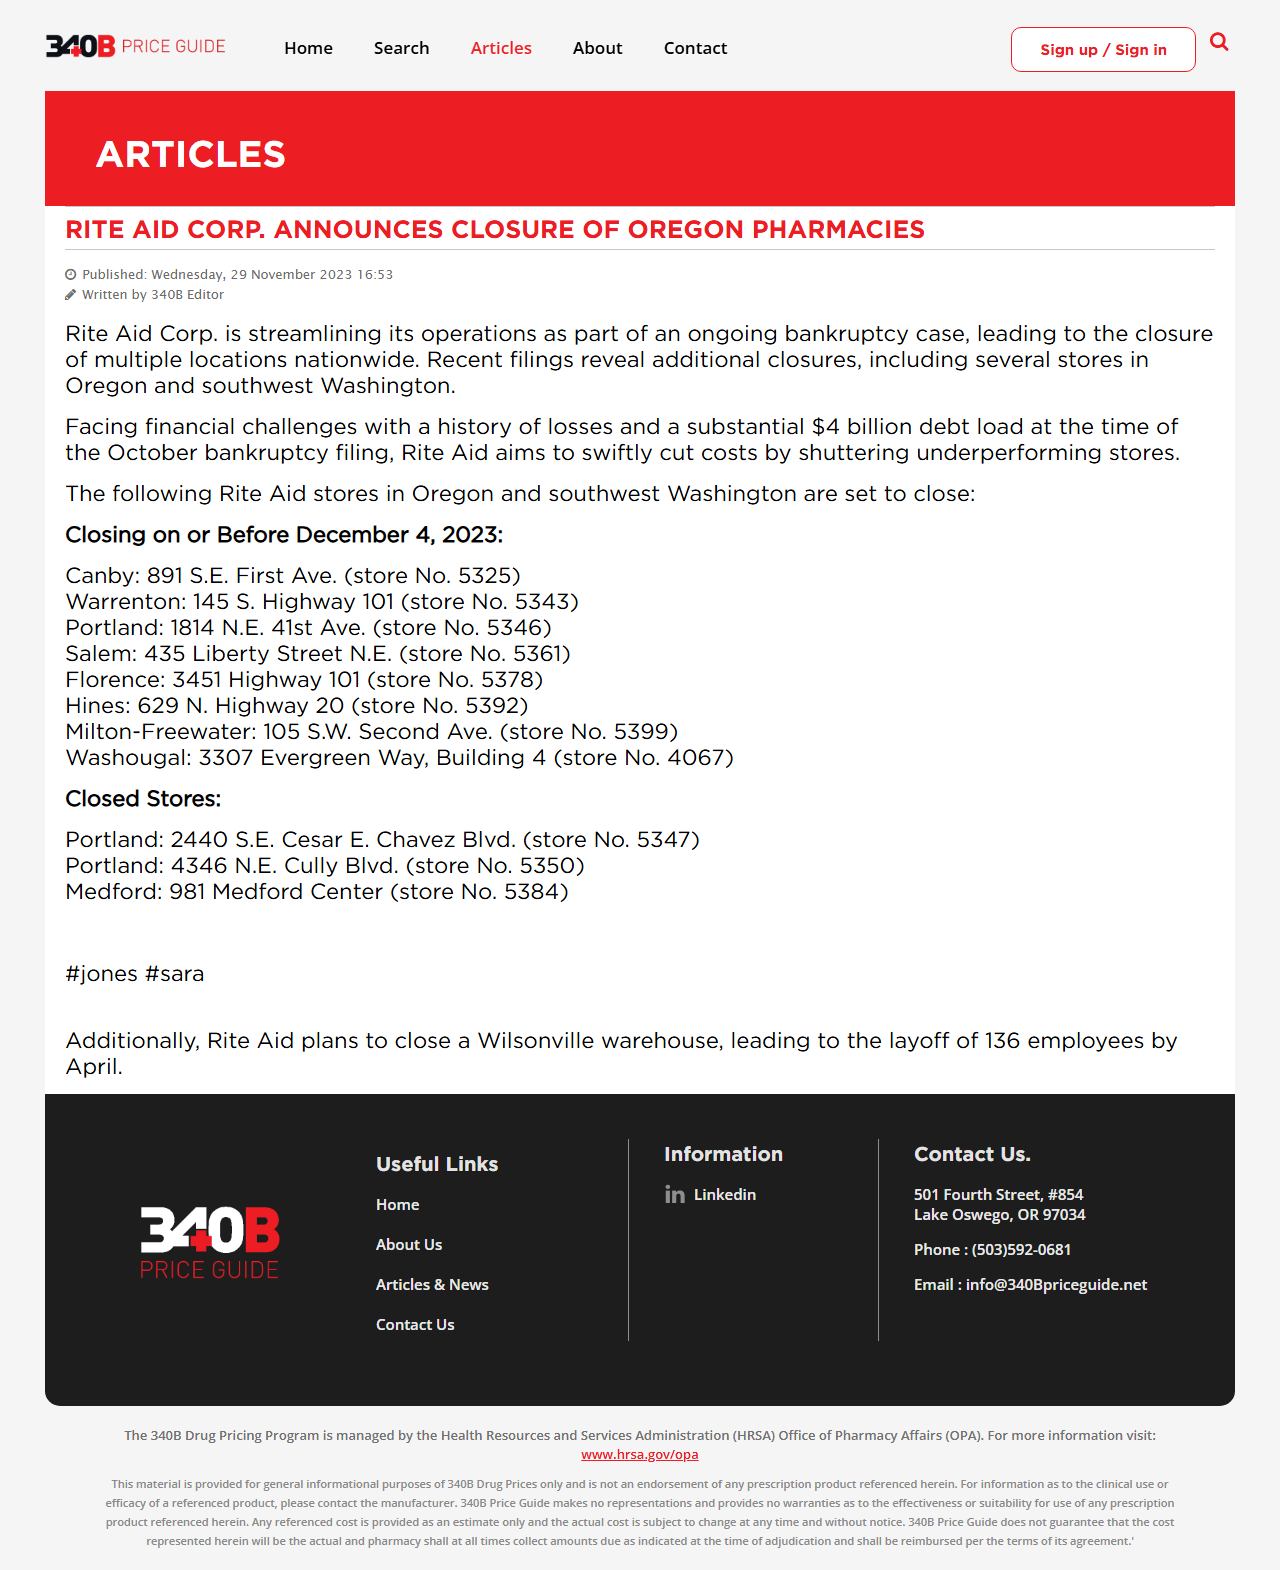 340B PRICE GUIDE
Home
Search
Articles
About
Contact
Sign up / Sign in
ARTICLES
RITE AID CORP. ANNOUNCES CLOSURE OF OREGON PHARMACIES
Published: Wednesday, 29 November 2023 16:53
Written by 340B Editor
Rite Aid Corp. is streamlining its operations as part of an ongoing bankruptcy case, leading to the closure
of multiple locations nationwide. Recent filings reveal additional closures, including several stores in
Oregon and southwest Washington.
Facing financial challenges with a history of losses and a substantial $4 billion debt load at the time of
the October bankruptcy filing, Rite Aid aims to swiftly cut costs by shuttering underperforming stores.
The following Rite Aid stores in Oregon and southwest Washington are set to close:
Closing on or Before December 4, 2023:
Canby: 891 S.E. First Ave. (store No. 5325)
Warrenton: 145 S. Highway 101 (store No. 5343)
Portland: 1814 N.E. 41st Ave. (store No. 5346)
Salem: 435 Liberty Street N.E. (store No. 5361)
Florence: 3451 Highway 101 (store No. 5378)
Hines: 629 N. Highway 20 (store No. 5392)
Milton-Freewater: 105 S.W. Second Ave. (store No. 5399)
Washougal: 3307 Evergreen Way, Building 4 (store No. 4067)
Closed Stores:
Portland: 2440 S.E. Cesar E. Chavez Blvd. (store No. 5347)
Portland: 4346 N.E. Cully Blvd. (store No. 5350)
Medford: 981 Medford Center (store No. 5384)
#jones #sara
Additionally, Rite Aid plans to close a Wilsonville warehouse, leading to the layoff of 136 employees by
April.
340B
PRICE GUIDE
Useful Links
Home
About Us
Articles & News
Contact Us
Information
Linkedin
Contact Us.
501 Fourth Street, #854
Lake Oswego, OR 97034
Phone : (503)592-0681
Email : info@340Bpriceguide.net
The 340B Drug Pricing Program is managed by the Health Resources and Services Administration (HRSA) Office of Pharmacy Affairs (OPA). For more information visit:
www.hrsa.gov/opa
This material is provided for general informational purposes of 340B Drug Prices only and is not an endorsement of any prescription product referenced herein. For information as to the clinical use or
efficacy of a referenced product, please contact the manufacturer. 340B Price Guide makes no representations and provides no warranties as to the effectiveness or suitability for use of any prescription
product referenced herein. Any referenced cost is provided as an estimate only and the actual cost is subject to change at any time and without notice. 340B Price Guide does not guarantee that the cost
represented herein will be the actual and pharmacy shall at all times collect amounts due as indicated at the time of adjudication and shall be reimbursed per the terms of its agreement.'